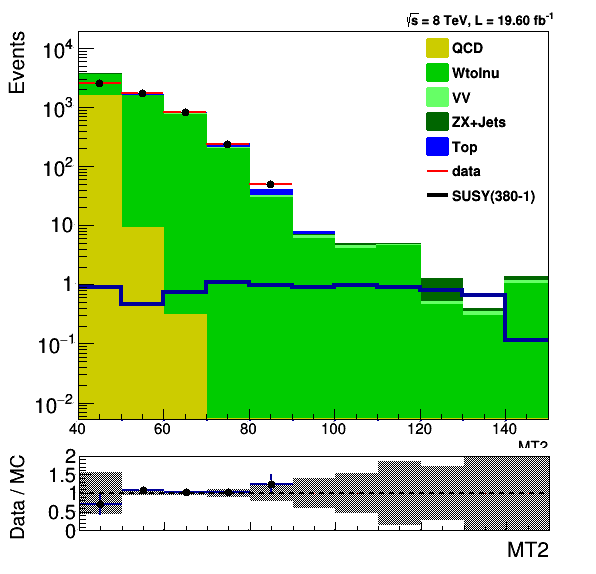 √s = 8 TeV, L = 19.60 fb⁻¹
Events
10⁴
10³
10²
10
1
10⁻¹
10⁻²
QCD
Wtolnu
VV
ZX+Jets
Top
data
SUSY(380-1)
40 60 80 100 120 140
MT2
Data / MC
2
1.5
1
0.5
0
MT2